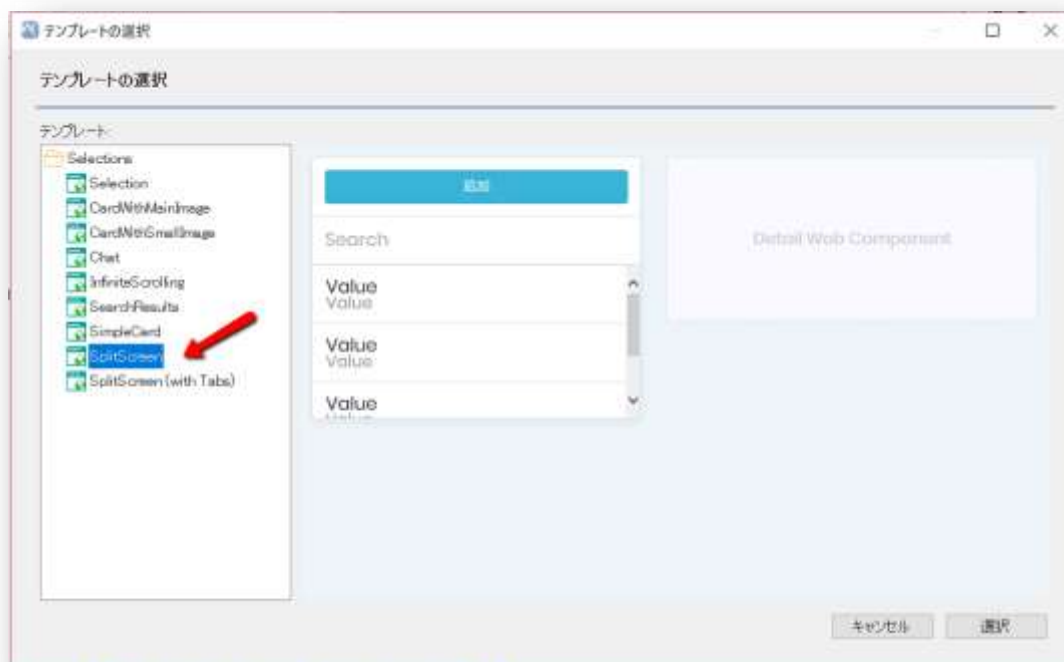 テンプレートの選択
テンプレートの選択
テンプレート
Selections
Selection
CardWithMainImage
CardWithSmallImage
Chat
InfiniteScrolling
SearchResults
SimpleCard
SplitScreen
SplitScreen (with Tabs)
追加
Search
Value
Value
Value
Value
Value
Value
Detail Web Component
キャンセル
選択